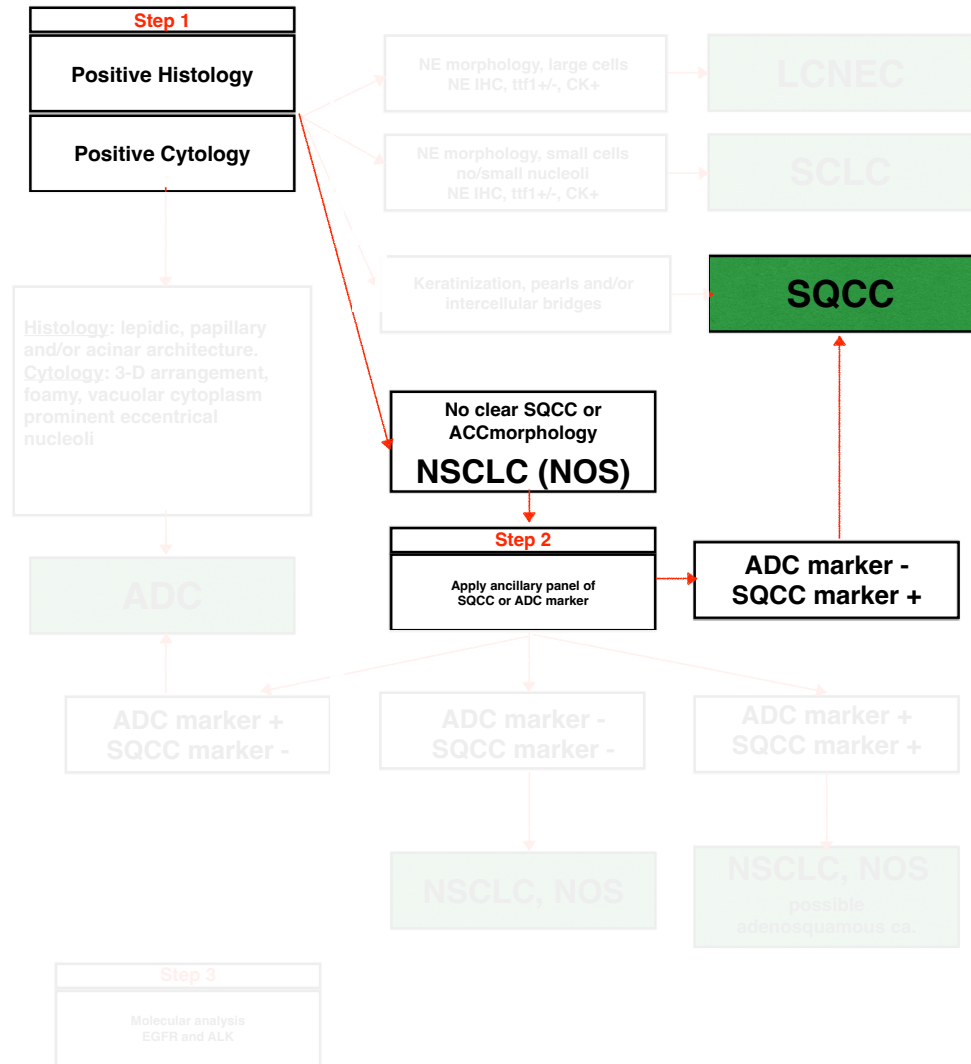 Step 1
Positive Histology
Positive Cytology
NE morphology, large cells
NE IHC, ttf1+/-, CK+
LCNEC
NE morphology, small cells
no/small nucleoli
NE IHC, ttf1+/-, CK+
SCLC
Keratinization, pearls and/or
intercellular bridges
SQCC
Histology: lepidic, papillary
and/or acinar architecture.
Cytology: 3-D arrangement,
foamy, vacuolar cytoplasm
prominent eccentrical
nucleoli
No clear SQCC or
ACCmorphology
NSCLC (NOS)
Step 2
Apply ancillary panel of
SQCC or ADC marker
ADC marker -
SQCC marker +
ADC
ADC marker +
SQCC marker -
ADC marker -
SQCC marker -
ADC marker +
SQCC marker +
NSCLC, NOS
NSCLC, NOS
possible
adenosquamous ca.
Step 3
Molecular analysis
EGFR and ALK